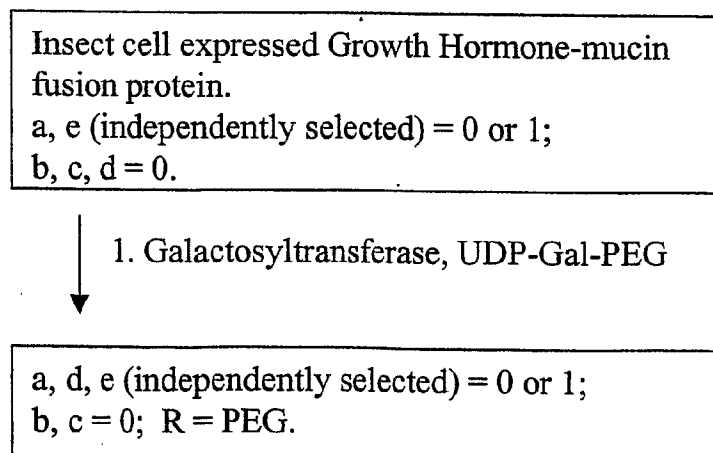 Insect cell expressed Growth Hormone-mucin
fusion protein.
a, e (independently selected) = 0 or 1;
b, c, d = 0.
1. Galactosyltransferase, UDP-Gal-PEG
a, d, e (independently selected) = 0 or 1;
b, c = 0; R = PEG.